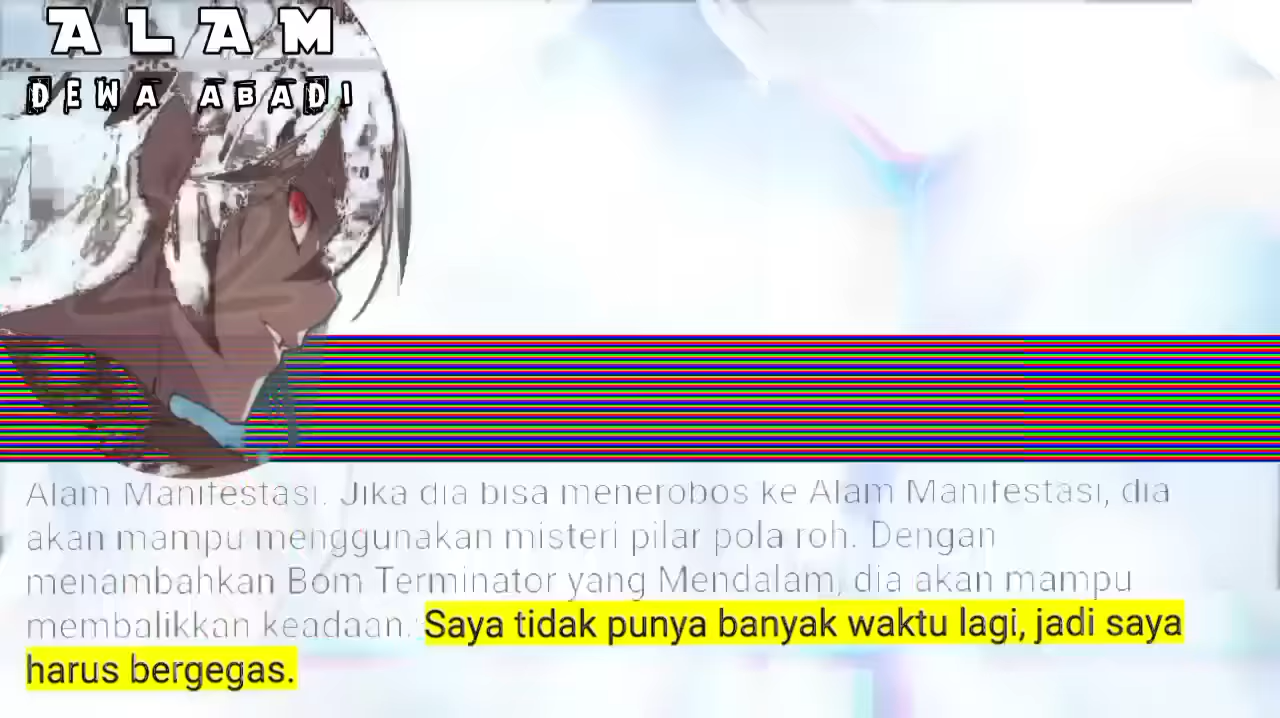 ALAM
DEWA ABADI
Alam Manifestasi. Jika dia bisa menerobos ke Alam Manifestasi, dia
akan mampu menggunakan misteri pilar pola roh. Dengan
menambahkan Bom Terminator yang Mendalam, dia akan mampu
membalikkan keadaan. Saya tidak punya banyak waktu lagi, jadi saya
harus bergegas.